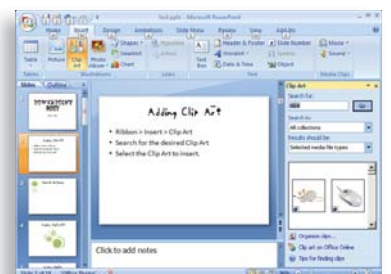 Test.pptx - Microsoft PowerPoint
Home Insert Design Animations Slide Show Review View Add-Ins
Table Picture Clip Art Photo Album Shapes SmartArt Chart Hyperlink Action Text Box Header & Footer WordArt Date & Time Slide Number Symbol Object Movie Sound
Tables Illustrations Links Text Media Clips
Slides Outline
POWERPOINT
Adding Clip Art
• Ribbon > Insert > Clip Art
• Search for the desired Clip Art
• Select the Clip Art to insert.
Click to add notes
Clip Art
Search for:
Go
Search in:
All collections
Results should be:
Selected media file types
Organize clips...
Clip art on Office Online
Tips for finding clips